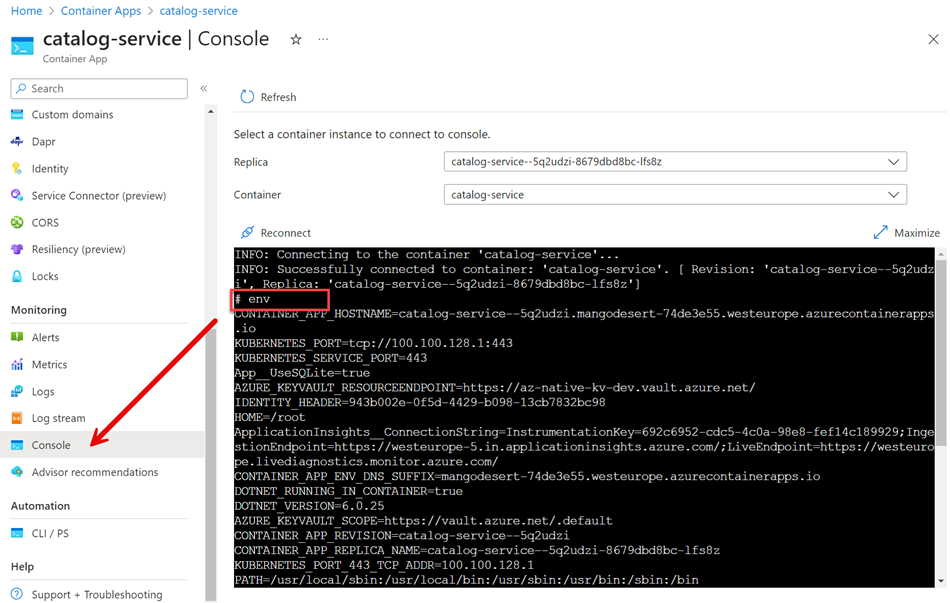 Home > Container Apps > catalog-service
catalog-service | Console
Container App
Search
Custom domains
Dapr
Identity
Service Connector (preview)
CORS
Resiliency (preview)
Locks
Monitoring
Alerts
Metrics
Logs
Log stream
Console
Advisor recommendations
Automation
CLI / PS
Help
Support + Troubleshooting
Refresh
Select a container instance to connect to console.
Replica catalog-service--5q2udzi-8679dbd8bc-lfs8z
Container catalog-service
Reconnect Maximize
INFO: Connecting to the container 'catalog-service'...
INFO: Successfully connected to container: 'catalog-service'. [ Revision: 'catalog-service--5q2udz
i', Replica: 'catalog-service--5q2udzi-8679dbd8bc-lfs8z']
# env
CONTAINER_APP_HOSTNAME=catalog-service--5q2udzi.mangodesert-74de3e55.westeurope.azurecontainerapps
.io
KUBERNETES_PORT=tcp://100.100.128.1:443
KUBERNETES_SERVICE_PORT=443
App__UseSQLite=true
AZURE_KEYVAULT_RESOURCEENDPOINT=https://az-native-kv-dev.vault.azure.net/
IDENTITY_HEADER=943b002e-0f5d-4429-b098-13cb7832bc98
HOME=/root
ApplicationInsights__ConnectionString=InstrumentationKey=692c6952-cdc5-4c0a-98e8-fef14c189929;Inge
stionEndpoint=https://westeurope-5.in.applicationinsights.azure.com/;LiveEndpoint=https://westeuro
pe.livediagnostics.monitor.azure.com/
CONTAINER_APP_ENV_DNS_SUFFIX=mangodesert-74de3e55.westeurope.azurecontainerapps.io
DOTNET_RUNNING_IN_CONTAINER=true
DOTNET_VERSION=6.0.25
AZURE_KEYVAULT_SCOPE=https://vault.azure.net/.default
CONTAINER_APP_REVISION=catalog-service--5q2udzi
CONTAINER_APP_REPLICA_NAME=catalog-service--5q2udzi-8679dbd8bc-lfs8z
KUBERNETES_PORT_443_TCP_ADDR=100.100.128.1
PATH=/usr/local/sbin:/usr/local/bin:/usr/sbin:/usr/bin:/sbin:/bin